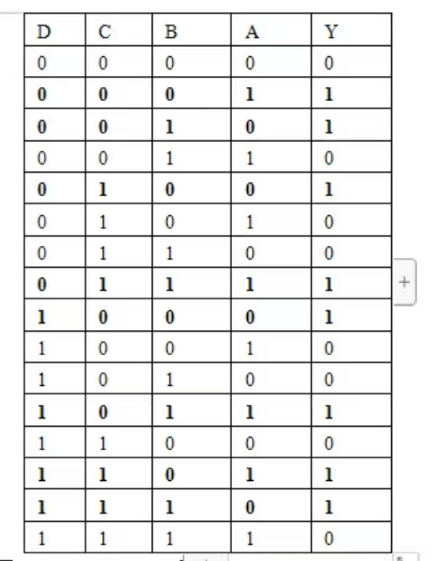 D C B A Y
0 0 0 0 0
0 0 0 1 1
0 0 1 0 1
0 0 1 1 0
0 1 0 0 1
0 1 0 1 0
0 1 1 0 0
0 1 1 1 1
1 0 0 0 1
1 0 0 1 0
1 0 1 0 0
1 0 1 1 1
1 1 0 0 0
1 1 0 1 1
1 1 1 0 1
1 1 1 1 0